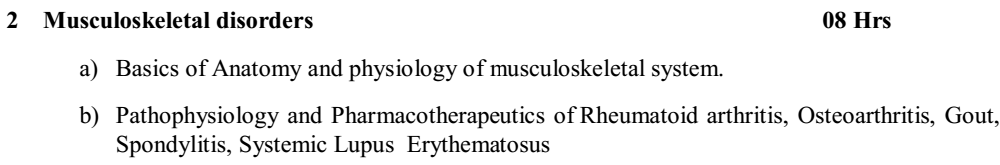 2 Musculoskeletal disorders 08 Hrs
a) Basics of Anatomy and physiology of musculoskeletal system.
b) Pathophysiology and Pharmacotherapeutics of Rheumatoid arthritis, Osteoarthritis, Gout,
Spondylitis, Systemic Lupus Erythematosus